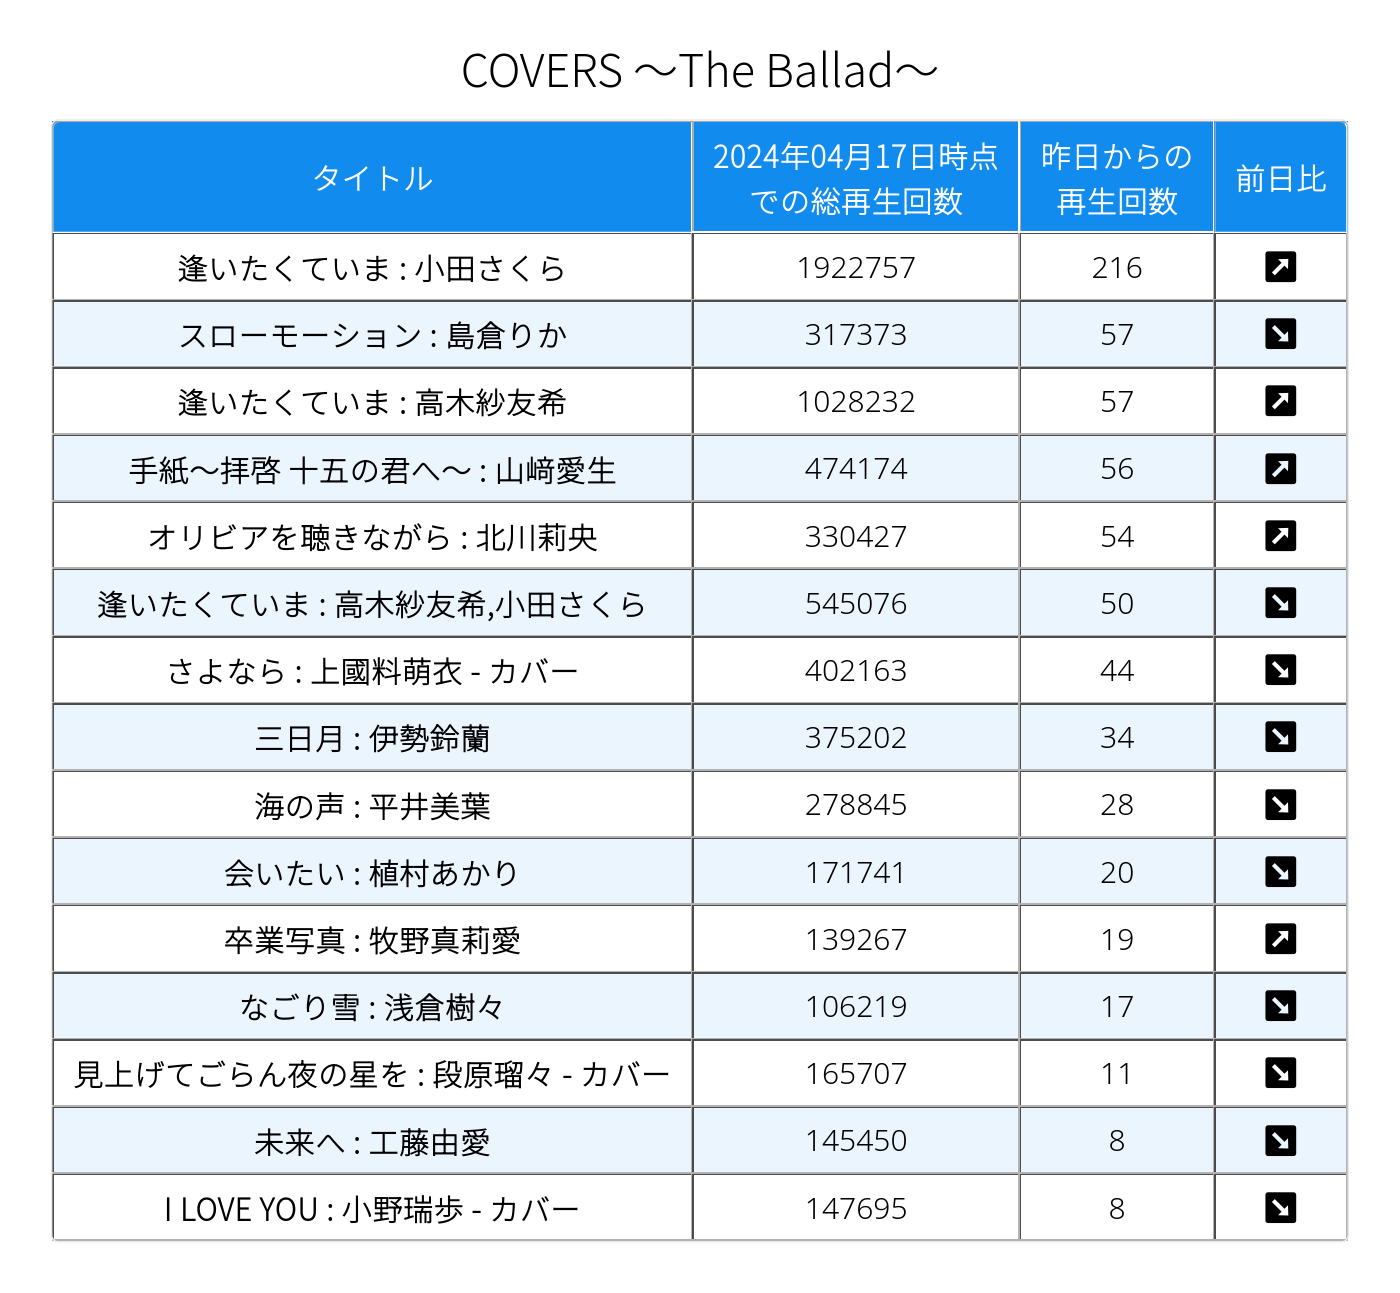 COVERS ～The Ballad～
タイトル
2024年04月17日時点
での総再生回数
昨日からの
再生回数
前日比
逢いたくていま : 小田さくら 1922757 216 ↗
スローモーション : 島倉りか 317373 57 ↘
逢いたくていま : 高木紗友希 1028232 57 ↗
手紙～拝啓 十五の君へ～ : 山﨑愛生 474174 56 ↗
オリビアを聴きながら : 北川莉央 330427 54 ↗
逢いたくていま : 高木紗友希,小田さくら 545076 50 ↘
さよなら : 上國料萌衣 - カバー 402163 44 ↘
三日月 : 伊勢鈴蘭 375202 34 ↘
海の声 : 平井美葉 278845 28 ↘
会いたい : 植村あかり 171741 20 ↘
卒業写真 : 牧野真莉愛 139267 19 ↗
なごり雪 : 浅倉樹々 106219 17 ↘
見上げてごらん夜の星を : 段原瑠々 - カバー 165707 11 ↘
未来へ : 工藤由愛 145450 8 ↘
I LOVE YOU : 小野瑞歩 - カバー 147695 8 ↘